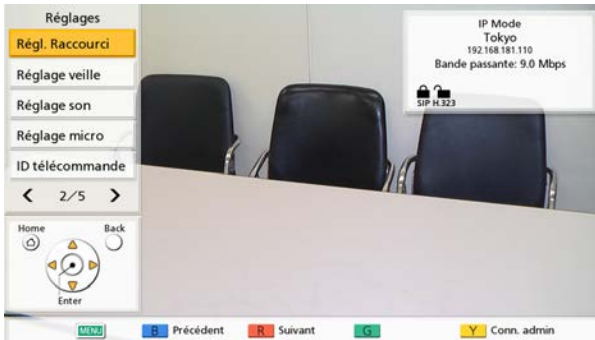 Réglages
Régl. Raccourci
Réglage veille
Réglage son
Réglage micro
ID télécommande
2/5
Home Back
Enter
IP Mode
Tokyo
192.168.181.110
Bande passante: 9.0 Mbps
SIP H.323
MENU B Précédent R Suivant G Y Conn. admin